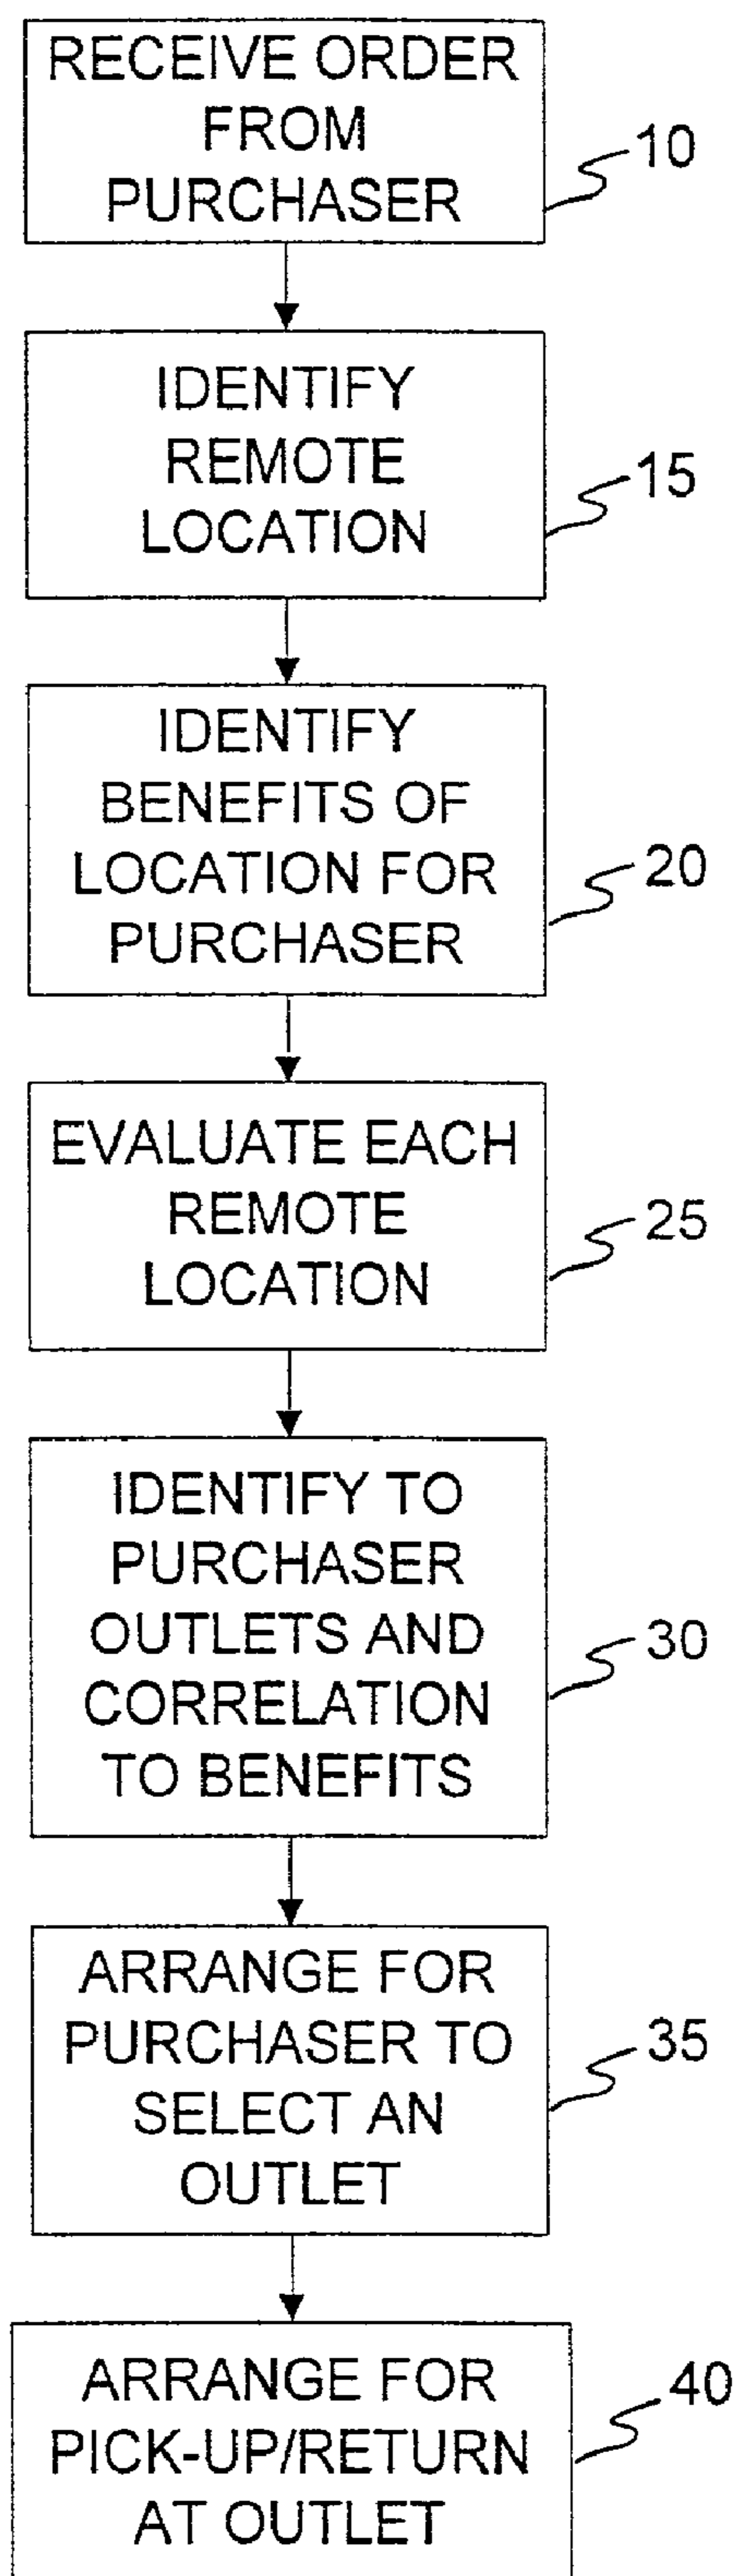 RECEIVE ORDER
FROM
PURCHASER
10
IDENTIFY
REMOTE
LOCATION
15
IDENTIFY
BENEFITS OF
LOCATION FOR
PURCHASER
20
EVALUATE EACH
REMOTE
LOCATION
25
IDENTIFY TO
PURCHASER
OUTLETS AND
CORRELATION
TO BENEFITS
30
ARRANGE FOR
PURCHASER TO
SELECT AN
OUTLET
35
ARRANGE FOR
PICK-UP/RETURN
AT OUTLET
40